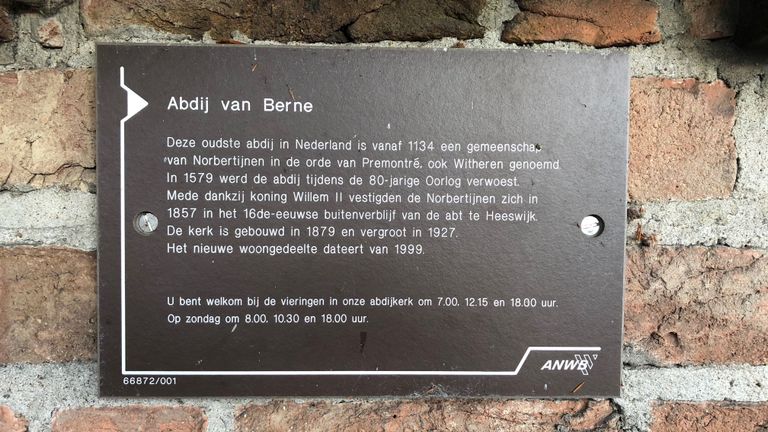 Abdij van Berne
Deze oudste abdij in Nederland is vanaf 1134 een gemeenschap
van Norbertijnen in de orde van Premontré, ook Witheren genoemd.
In 1579 werd de abdij tijdens de 80-jarige Oorlog verwoest.
Mede dankzij koning Willem II vestigden de Norbertijnen zich in
1857 in het 16de-eeuwse buitenverblijf van de abt te Heeswijk.
De kerk is gebouwd in 1879 en vergroot in 1927.
Het nieuwe woongedeelte dateert van 1999.
U bent welkom bij de vieringen in onze abdijkerk om 7.00, 12.15 en 18.00 uur.
Op zondag om 8.00, 10.30 en 18.00 uur.
ANWB
66872/001